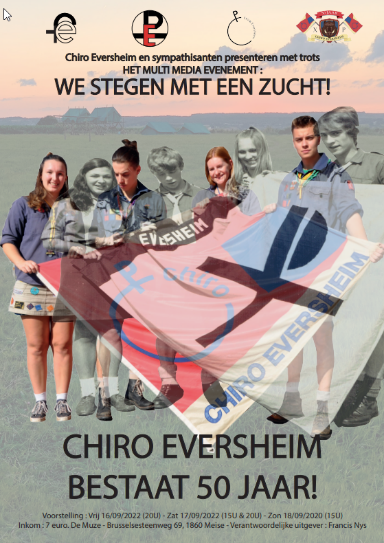 Chiro Eversheim en sympathisanten presenteren met trots
HET MULTI MEDIA EVENEMENT :
WE STEGEN MET EEN ZUCHT!
EVERSHEIM
Chiro
CHIRO EVERSHEIM
CHIRO EVERSHEIM
BESTAAT 50 JAAR!
Voorstelling : Vrij 16/09/2022 (20U) - Zat 17/09/2022 (15U & 20U) - Zon 18/09/2020 (15U)
Inkom : 7 euro. De Muze - Brusselsesteenweg 69, 1860 Meise - Verantwoordelijke uitgever : Francis Nys